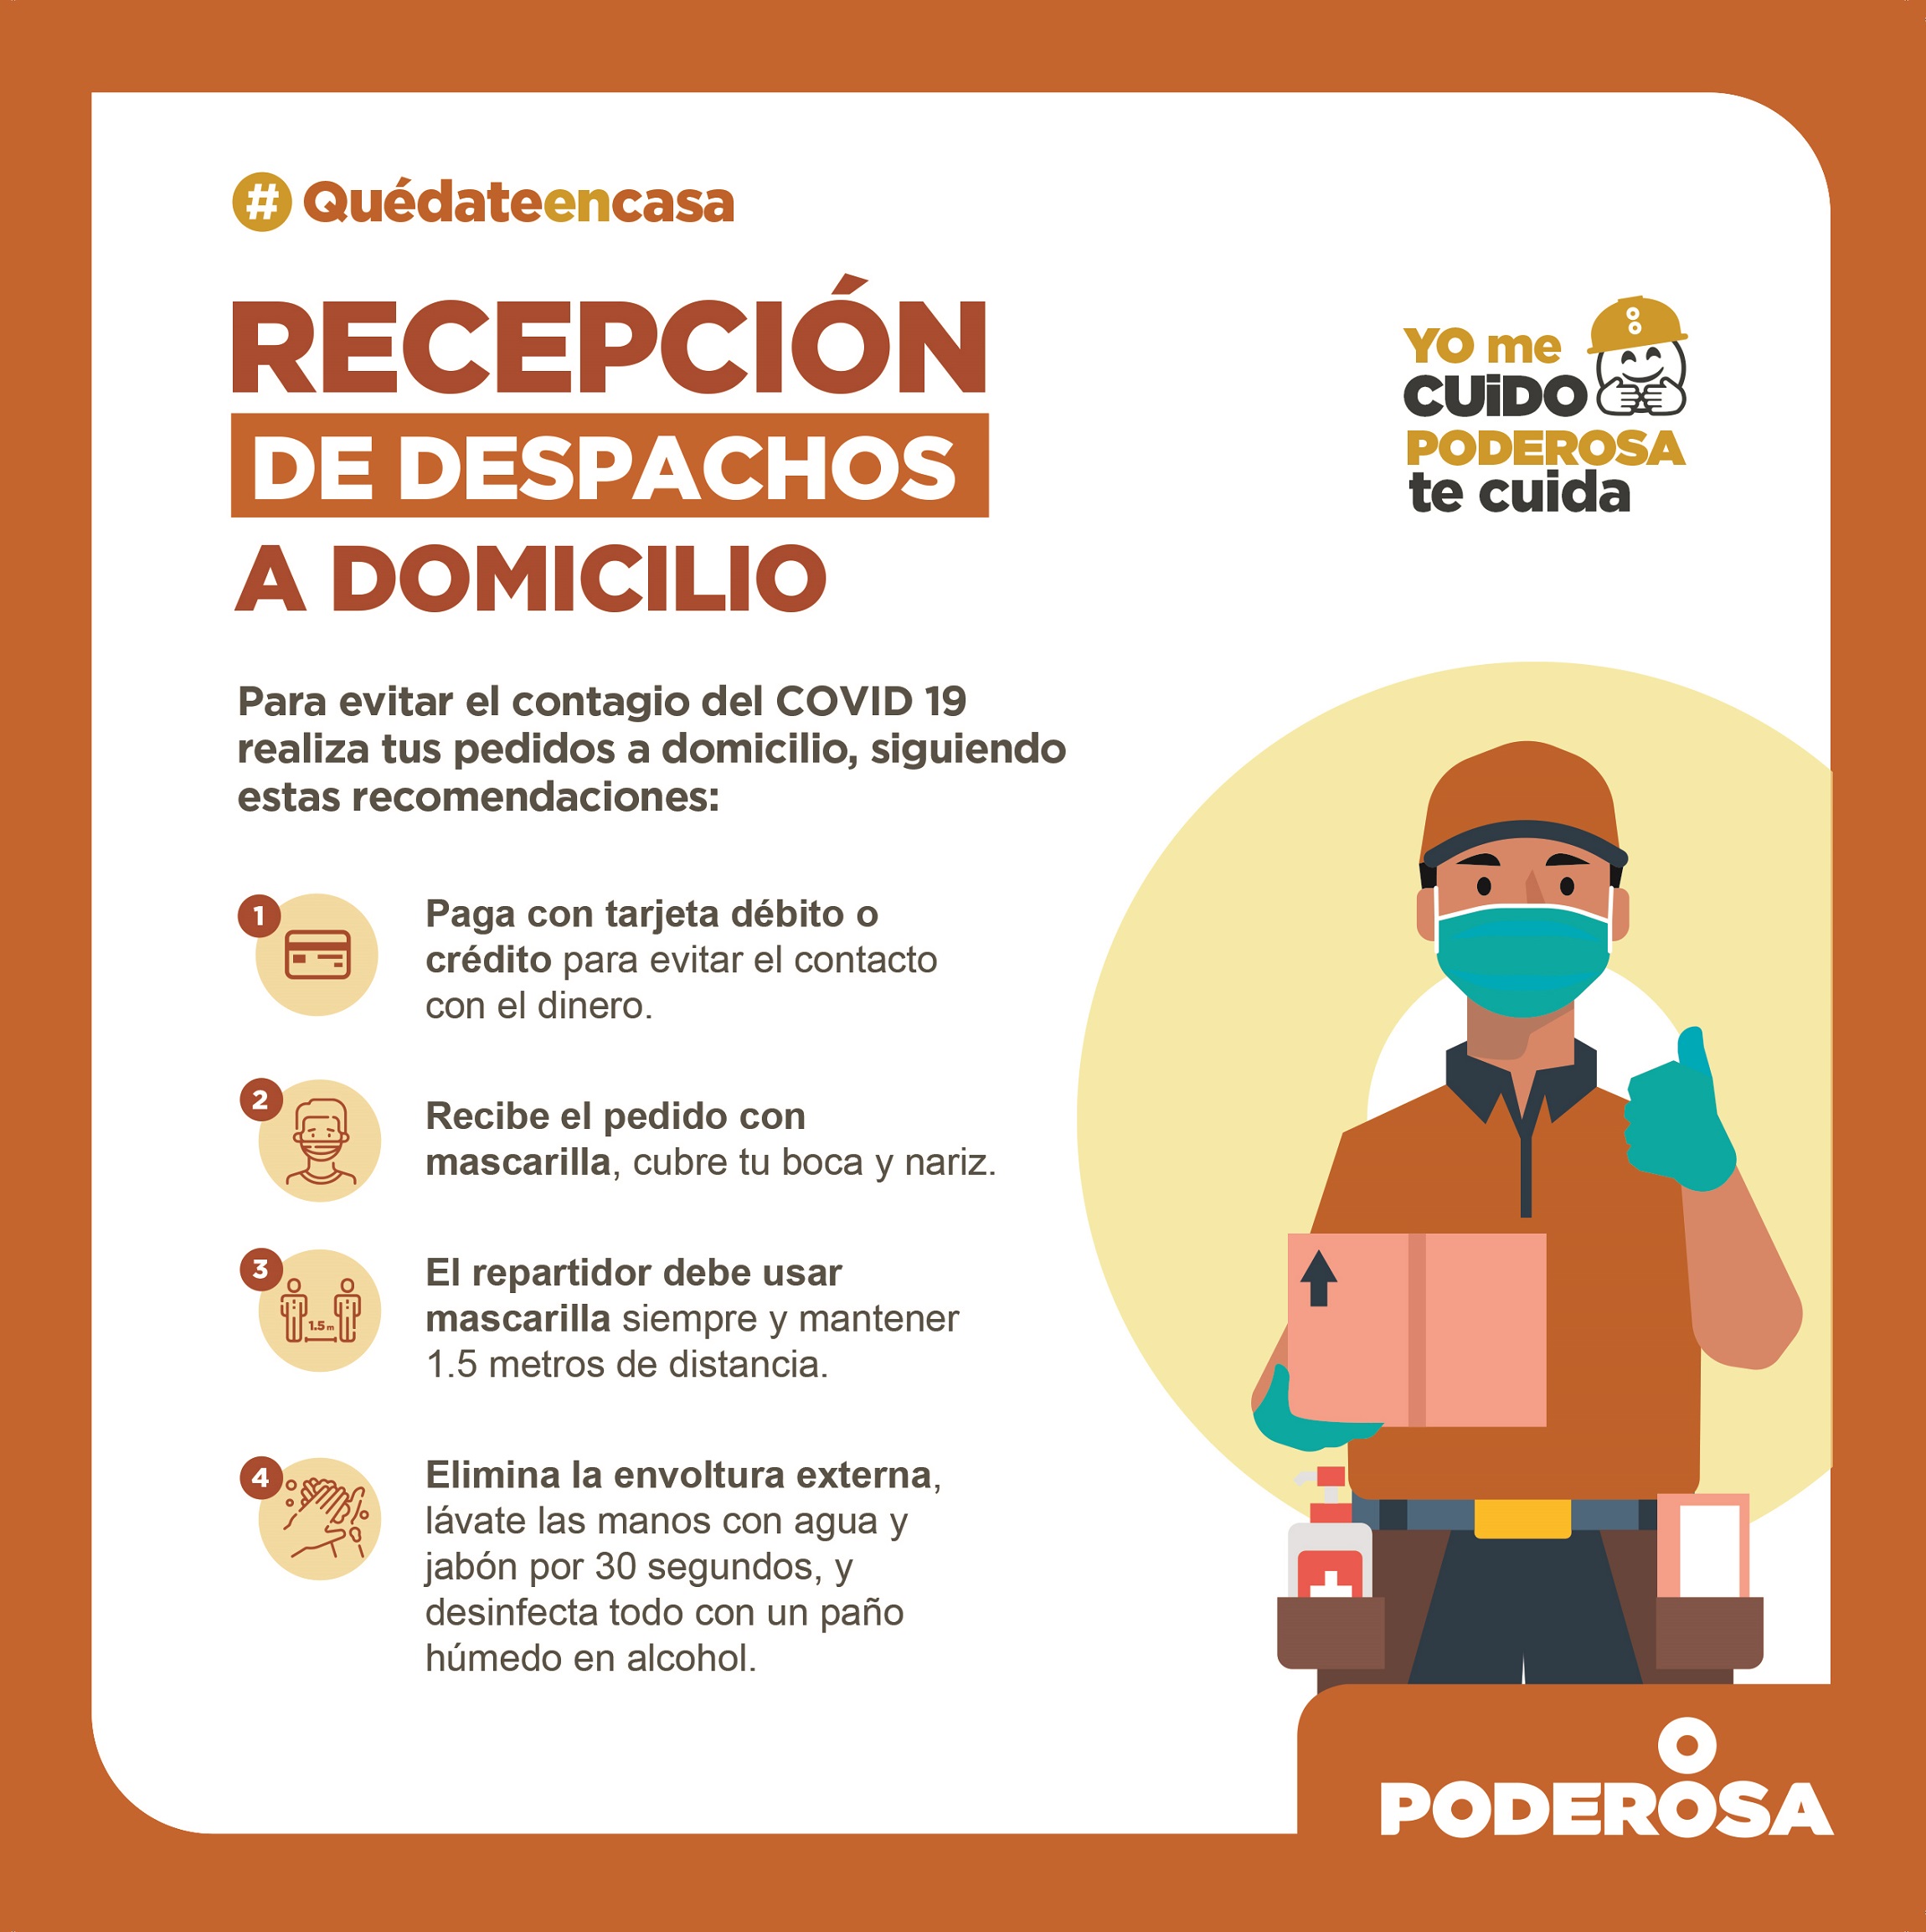 # Quédateencasa
RECEPCIÓN
DE DESPACHOS
A DOMICILIO
YO me
CUiDO
PODEROSA
te cuida
Para evitar el contagio del COVID 19
realiza tus pedidos a domicilio, siguiendo
estas recomendaciones:
1
Paga con tarjeta débito o
crédito para evitar el contacto
con el dinero.
2
Recibe el pedido con
mascarilla, cubre tu boca y nariz.
3
1.5 m
El repartidor debe usar
mascarilla siempre y mantener
1.5 metros de distancia.
4
Elimina la envoltura externa,
lávate las manos con agua y
jabón por 30 segundos, y
desinfecta todo con un paño
húmedo en alcohol.
PODEROSA